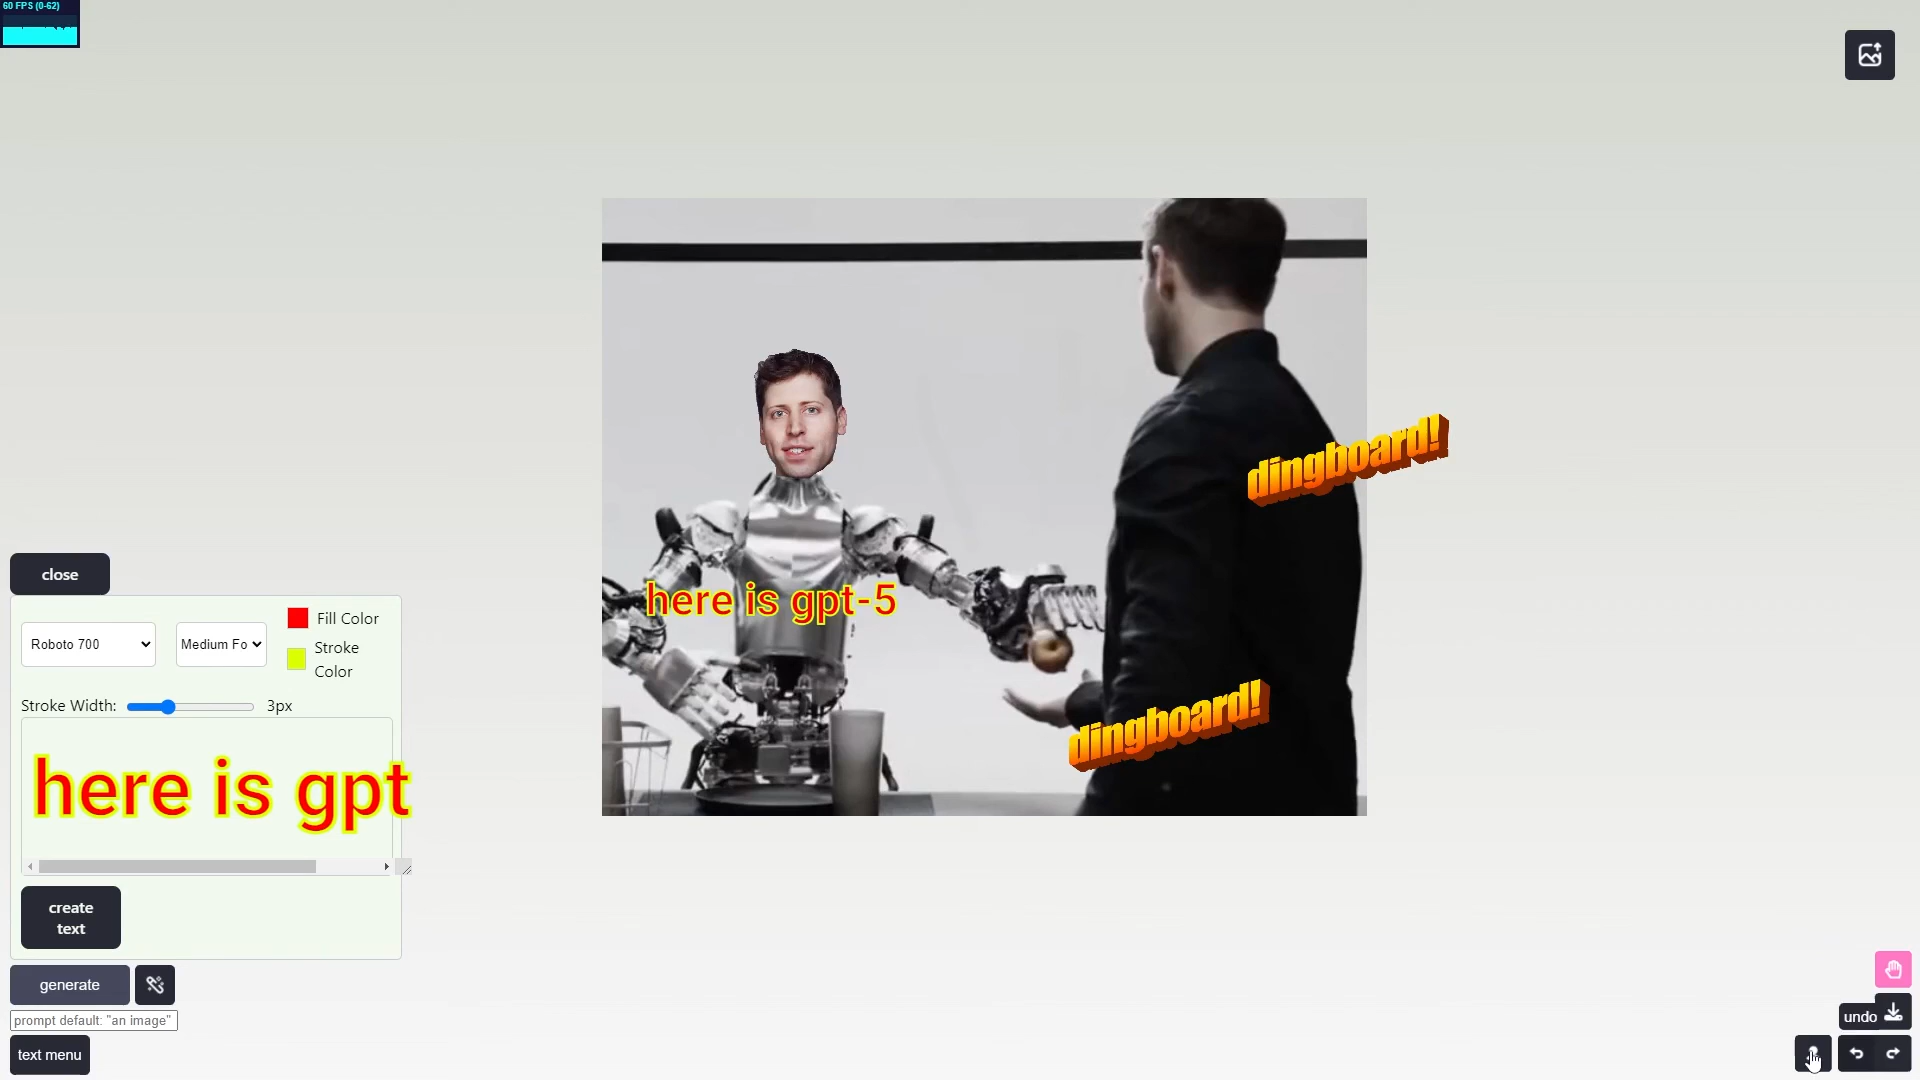 60 FPS (0-62)
dingboard!
here is gpt-5
dingboard!
close
Roboto 700
Medium Fo
Fill Color
Stroke
Color
Stroke Width:
3px
here is gpt
create
text
generate
prompt default: "an image"
text menu
undo